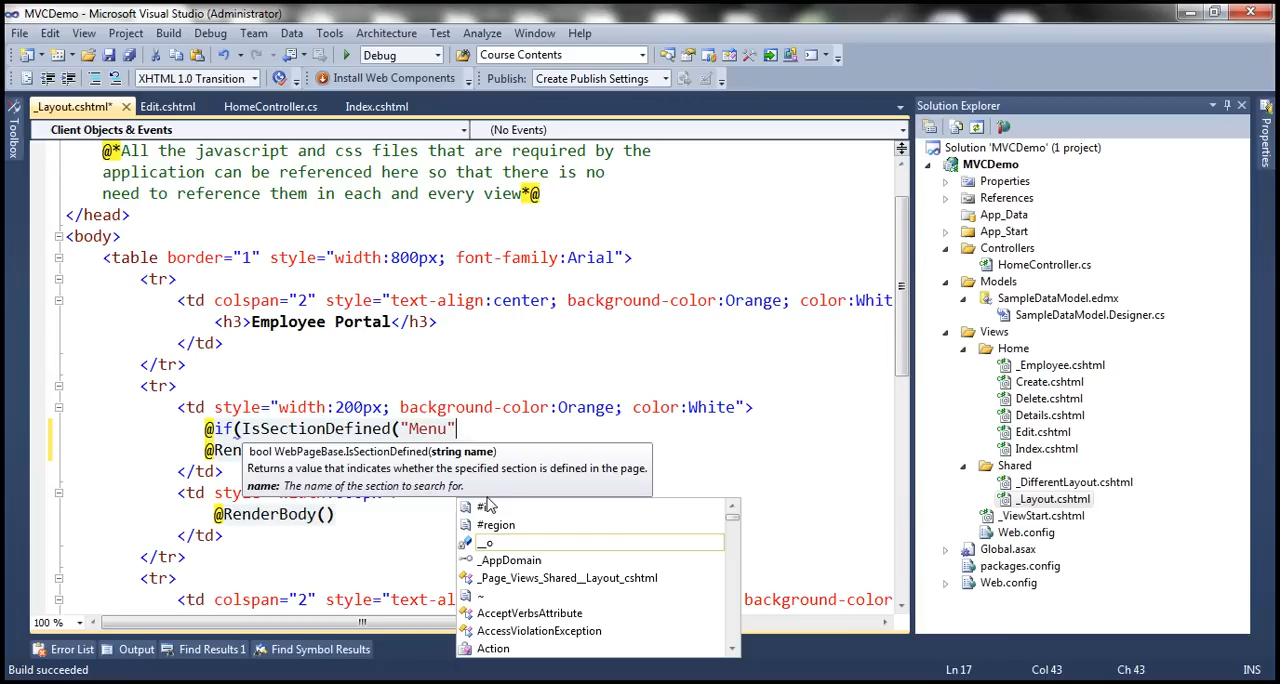 MVCDemo - Microsoft Visual Studio (Administrator)
File Edit View Project Build Debug Team Data Tools Architecture Test Analyze Window Help
Debug Course Contents
XHTML 1.0 Transition Install Web Components Publish: Create Publish Settings
_Layout.cshtml* Edit.cshtml HomeController.cs Index.cshtml
Client Objects & Events (No Events)
Toolbox
@*All the javascript and css files that are required by the
application can be referenced here so that there is no
need to reference them in each and every view*@
</head>
<body>
<table border="1" style="width:800px; font-family:Arial">
<tr>
<td colspan="2" style="text-align:center; background-color:Orange; color:Whit
<h3>Employee Portal</h3>
</td>
</tr>
<tr>
<td style="width:200px; background-color:Orange; color:White">
@if(IsSectionDefined("Menu"
@Ren
bool WebPageBase.IsSectionDefined(string name)
Returns a value that indicates whether the specified section is defined in the page.
name: The name of the section to search for.
</td>
<td st
@RenderBody()
</td>
</tr>
<tr>
<td colspan="2" style="text-al
color:White
#region
__o
_AppDomain
_Page_Views_Shared__Layout_cshtml
~
AcceptVerbsAttribute
AccessViolationException
Action
100 %
Error List Output Find Results 1 Find Symbol Results
Build succeeded Ln 17 Col 43 Ch 43 INS
Solution Explorer
Solution 'MVCDemo' (1 project)
MVCDemo
Properties
References
App_Data
App_Start
Controllers
HomeController.cs
Models
SampleDataModel.edmx
SampleDataModel.Designer.cs
Views
Home
_Employee.cshtml
Create.cshtml
Delete.cshtml
Details.cshtml
Edit.cshtml
Index.cshtml
Shared
_DifferentLayout.cshtml
_Layout.cshtml
_ViewStart.cshtml
Web.config
Global.asax
packages.config
Web.config
Properties